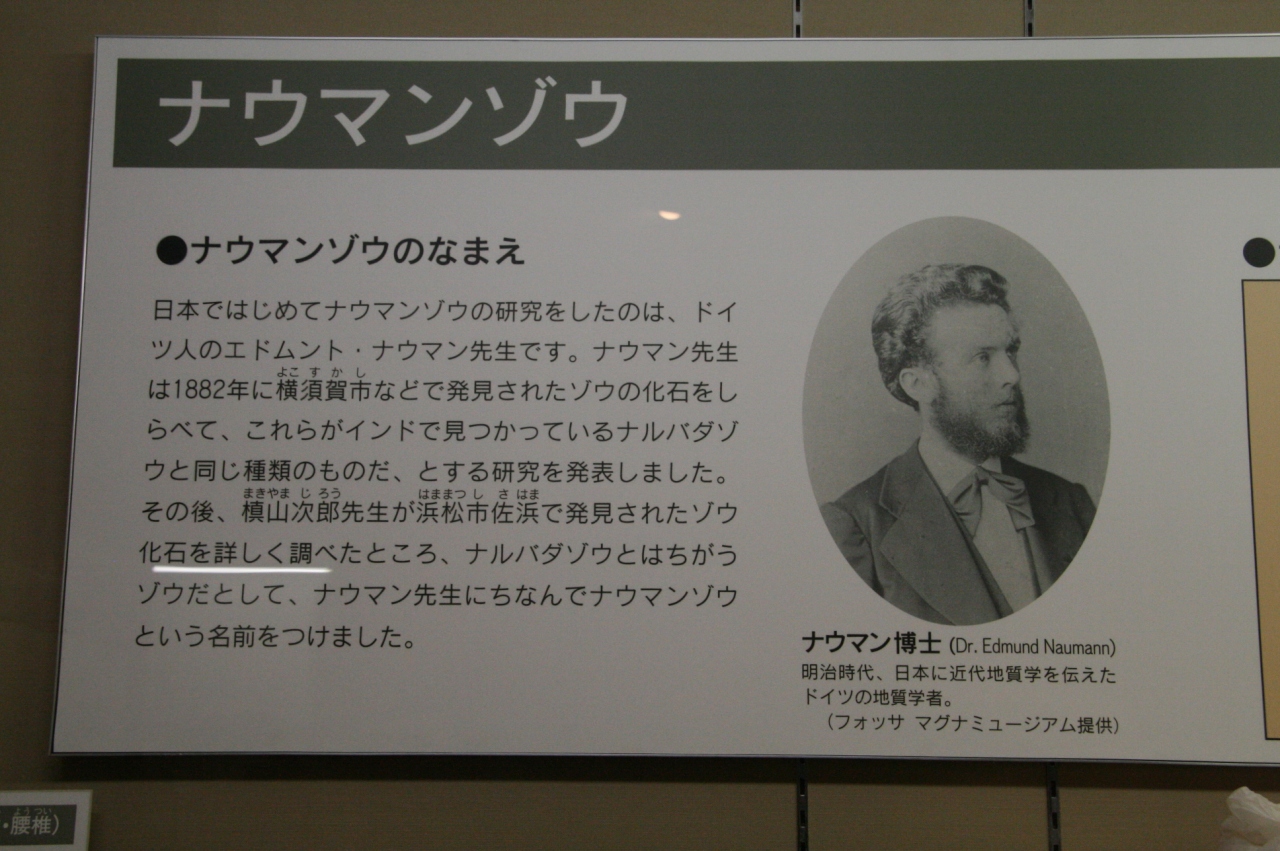 ナウマンゾウ
●ナウマンゾウのなまえ
日本ではじめてナウマンゾウの研究をしたのは、ドイ
ツ人のエドムント・ナウマン先生です。ナウマン先生
よこ す か し
は1882年に横須賀市などで発見されたゾウの化石をし
らべて、これらがインドで見つかっているナルバダゾ
ウと同じ種類のものだ、とする研究を発表しました。
まきやま じ ろう はままつ し さ はま
その後、槙山次郎先生が浜松市佐浜で発見されたゾウ
化石を詳しく調べたところ、ナルバダゾウとはちがう
ゾウだとして、ナウマン先生にちなんでナウマンゾウ
という名前をつけました。
ナウマン博士 (Dr. Edmund Naumann)
明治時代、日本に近代地質学を伝えた
ドイツの地質学者。
（フォッサ マグナミュージアム提供）
ようつい
・腰椎）